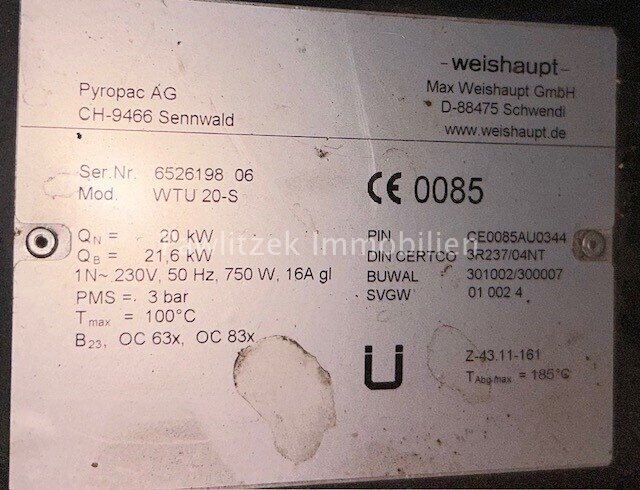 -weishaupt-
Pyropac AG
CH-9466 Sennwald
Max Weishaupt GmbH
D-88475 Schwendi
www.weishaupt.de
Ser.Nr. 6526198 06
Mod. WTU 20-S
CE 0085
QN = 20 kW
QB = 21,6 kW
1N~ 230V, 50 Hz, 750 W, 16A gl
PMS = 3 bar
Tmax = 100°C
B23, OC 63x, OC 83x
PIN CE0085AU0344
DIN CERTCO 3R237/04NT
BUWAL 301002/300007
SVGW 01 002 4
Ü
Z-43.11-161
TAbg/max = 185°C
Immobilien